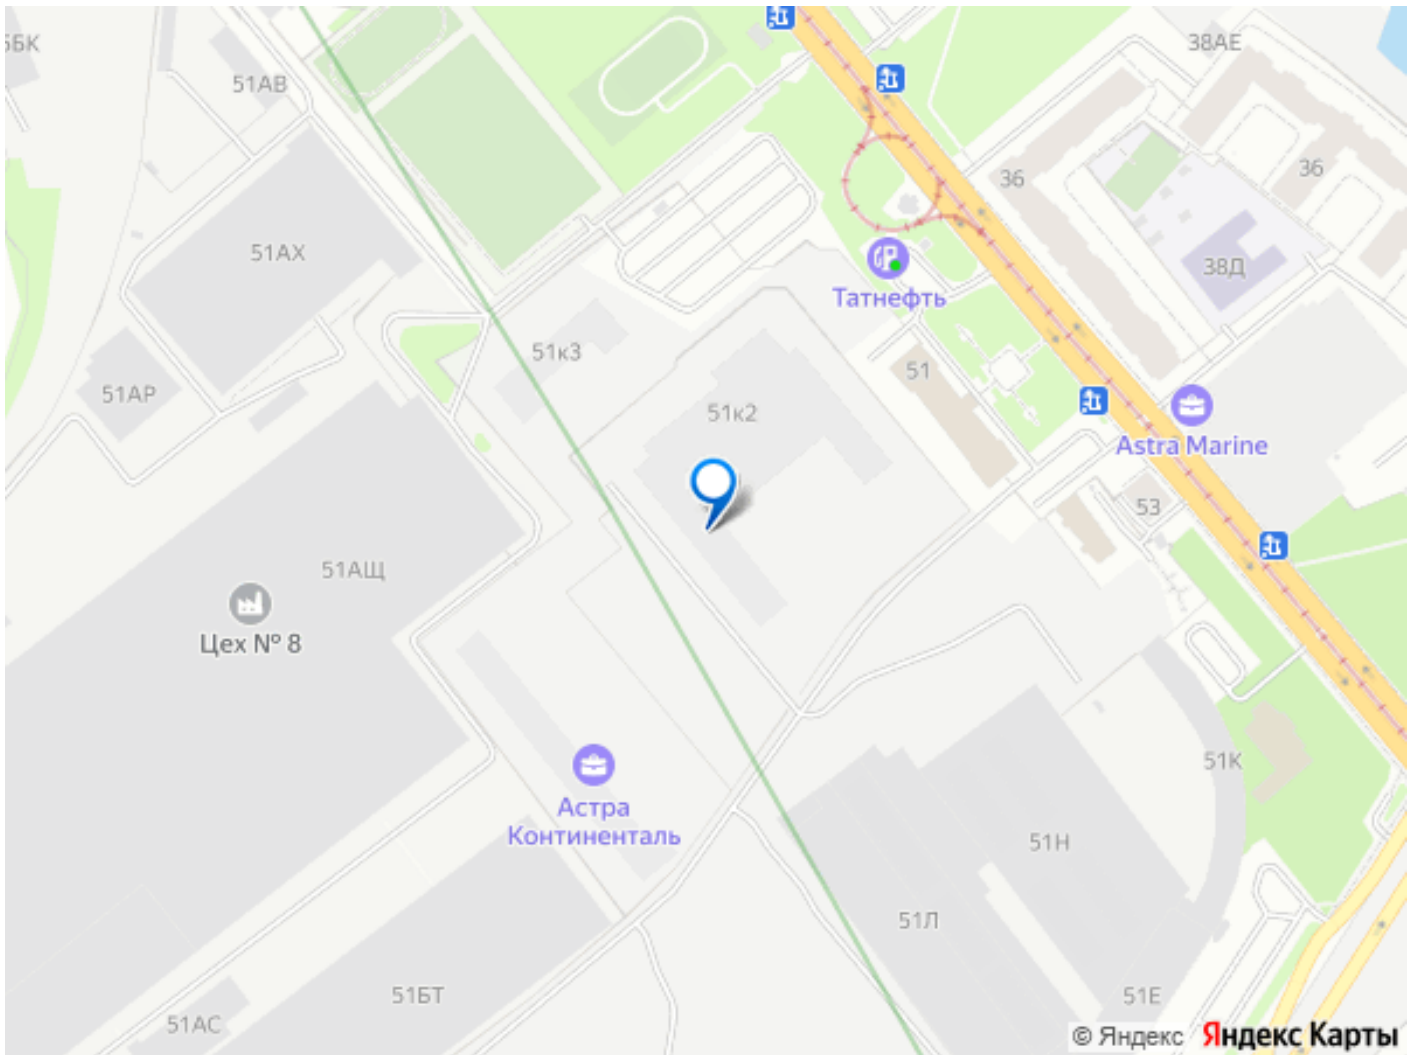 5БК
38АЕ
51АВ
36
36
51АХ
38Д
Татнефть
51к3
51
51АР
51к2
Astra Marine
53
51АЩ
Цех № 8
51К
Астра
Континенталь
51Н
51Л
51БТ
51Е
51АС
© Яндекс Яндекс Карты